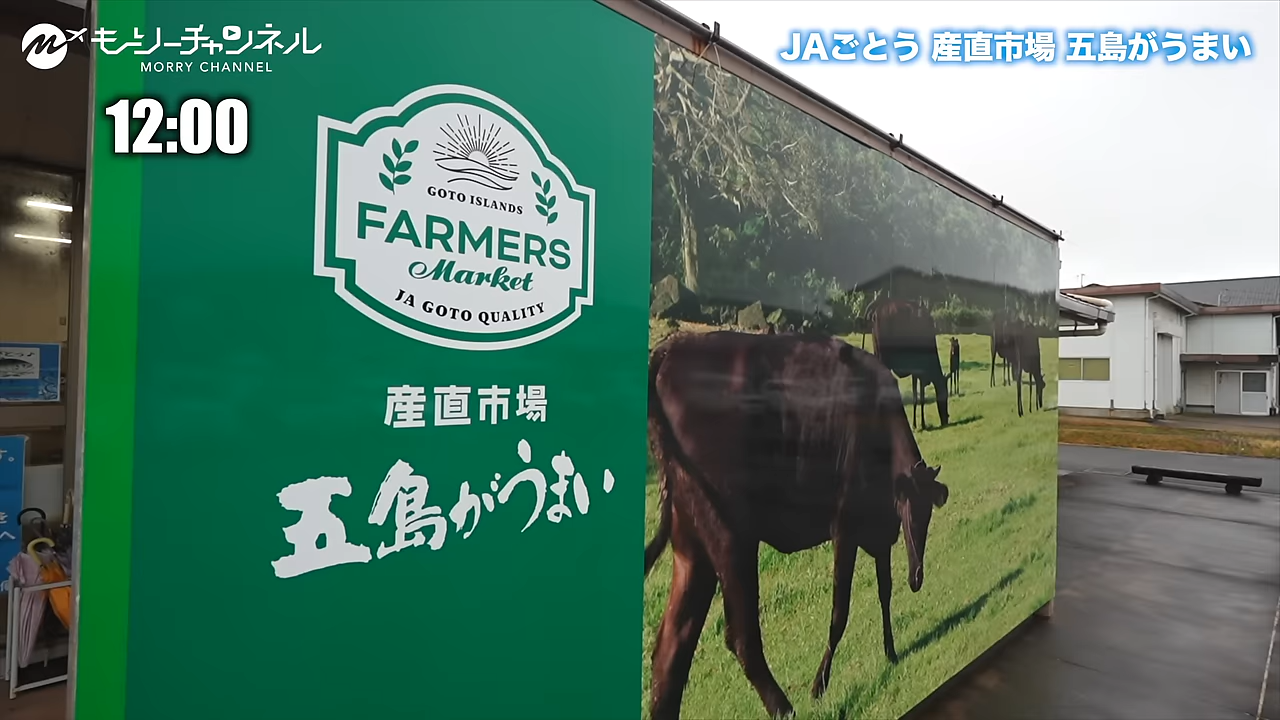 もーりーチャンネル
MORRY CHANNEL
JAごとう 産直市場 五島がうまい
12:00
GOTO ISLANDS
FARMERS
Market
JA GOTO QUALITY
産直市場
五島がうまい